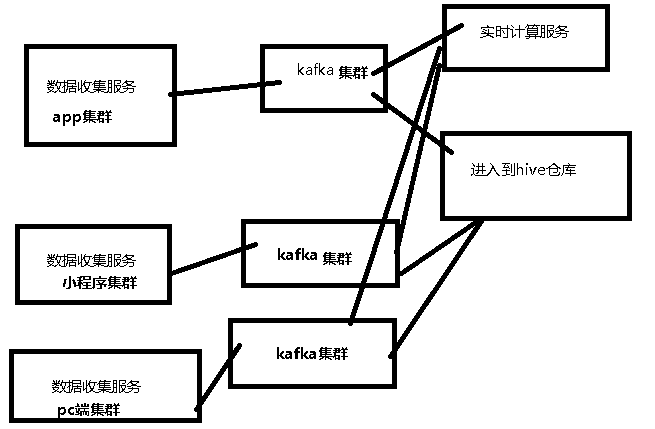 数据收集服务
app集群
kafka 集群
实时计算服务
进入到hive仓库
数据收集服务
小程序集群
kafka 集群
数据收集服务
pc端集群
kafka集群